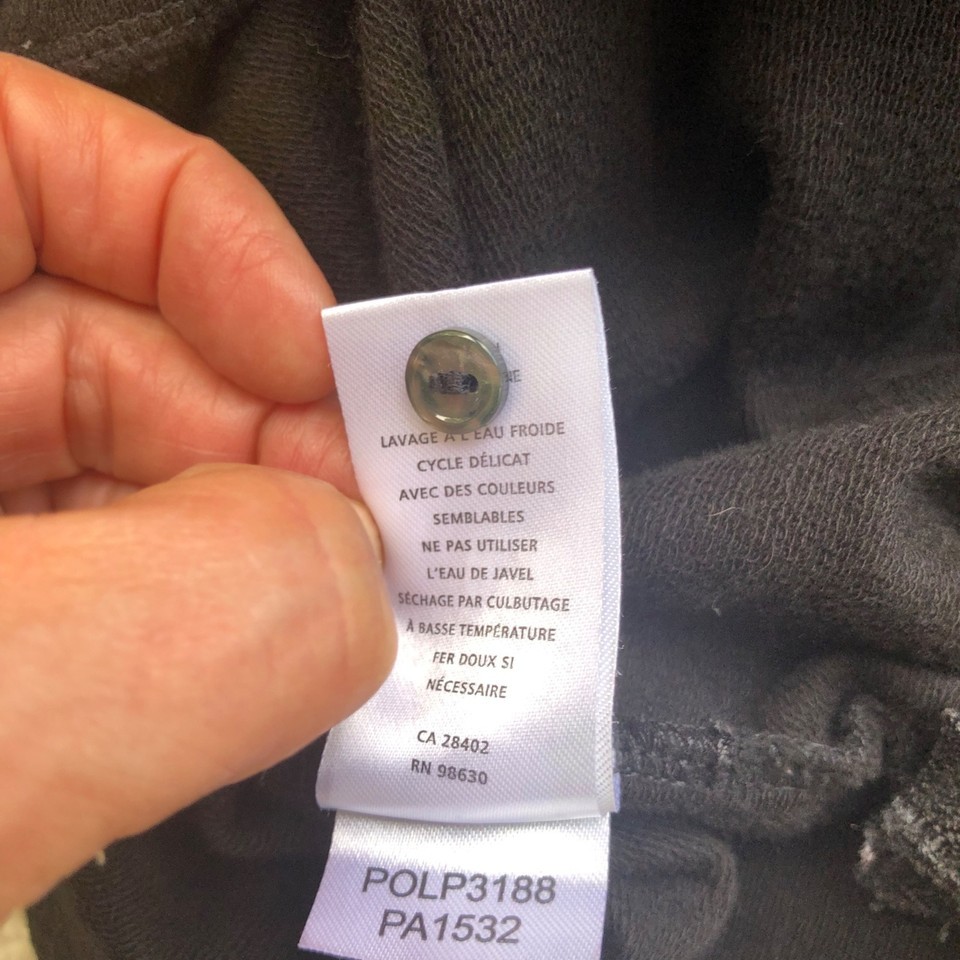 LAVAGE À L'EAU FROIDE
CYCLE DÉLICAT
AVEC DES COULEURS
SEMBLABLES
NE PAS UTILISER
L'EAU DE JAVEL
SÉCHAGE PAR CULBUTAGE
À BASSE TEMPÉRATURE
FER DOUX SI
NÉCESSAIRE
CA 28402
RN 98630
POLP3188
PA1532